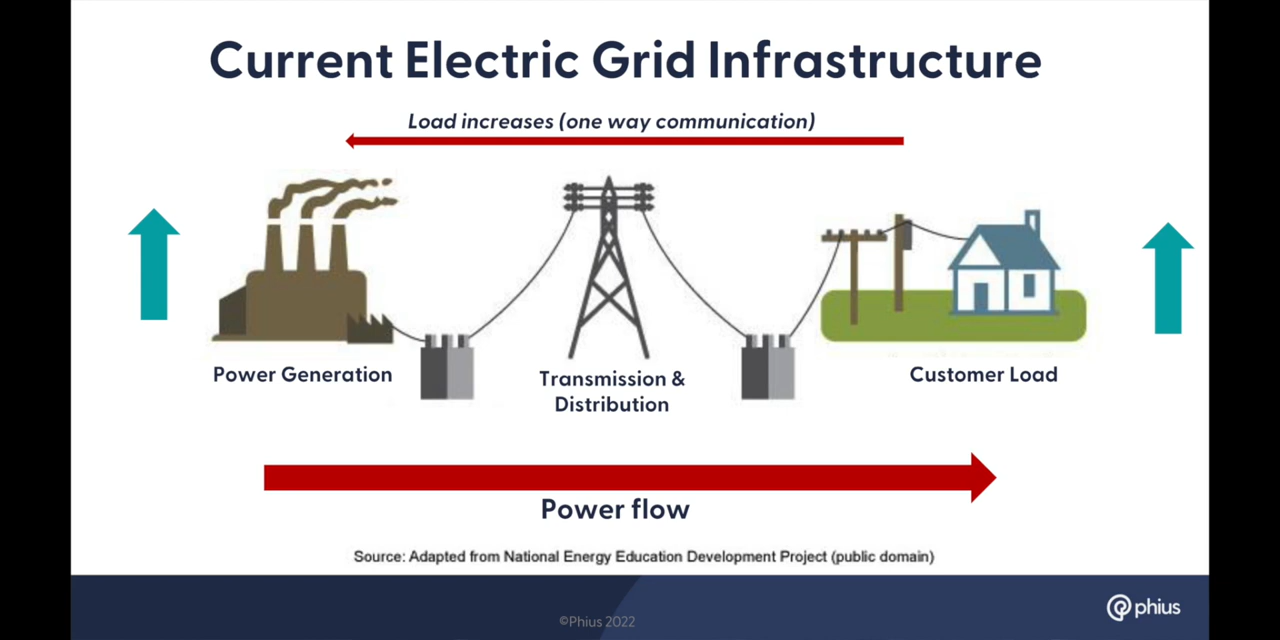 Current Electric Grid Infrastructure
Load increases (one way communication)
Power Generation
Transmission &
Distribution
Customer Load
Power flow
Source: Adapted from National Energy Education Development Project (public domain)
©Phius 2022
phius